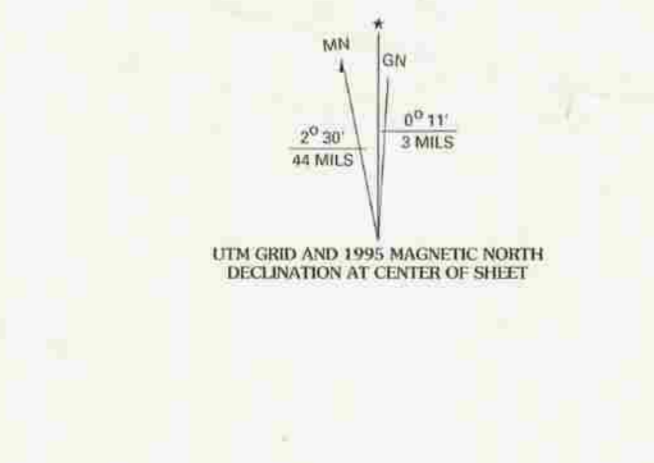 MN
GN
0° 11'
3 MILS
2° 30'
44 MILS
UTM GRID AND 1995 MAGNETIC NORTH
DECLINATION AT CENTER OF SHEET